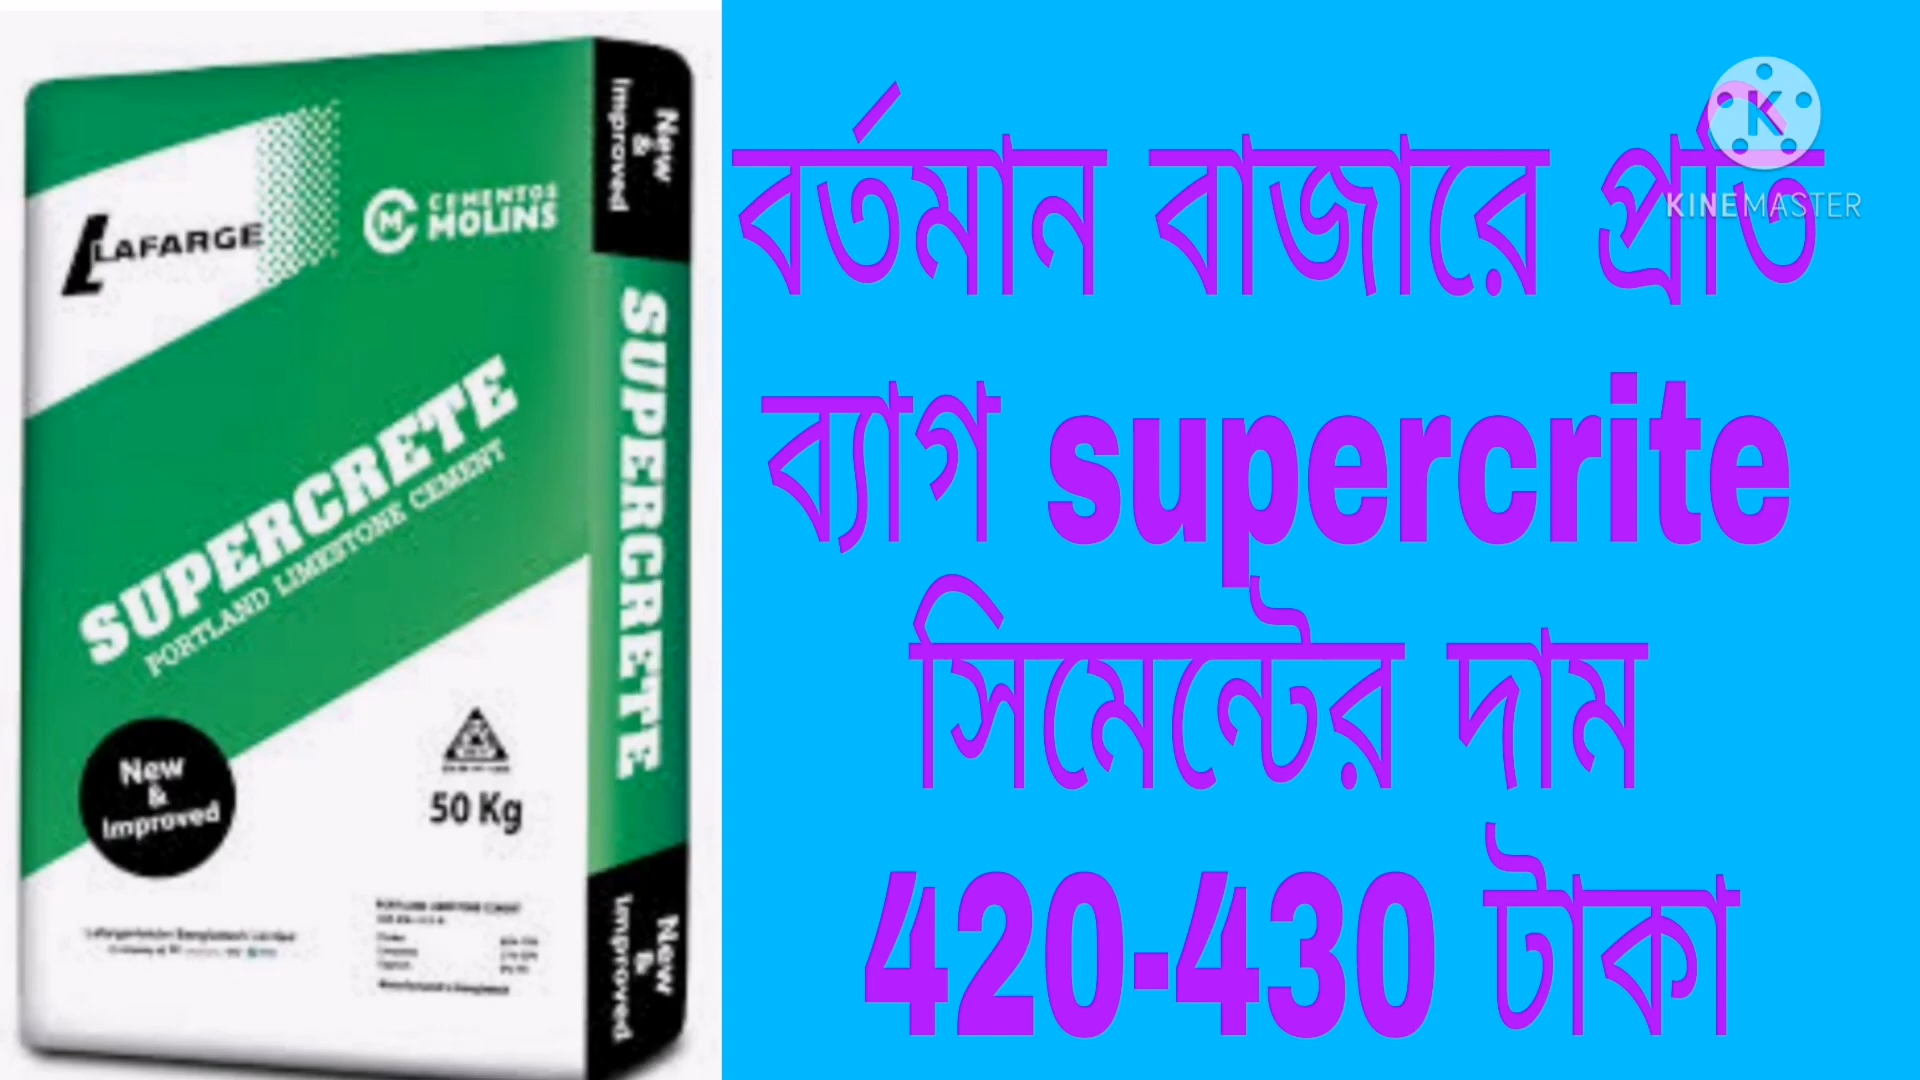 LAFARGE
CEMENTOS
MOLINS
SUPERCRETE
PORTLAND LIMESTONE CEMENT
New
&
Improved
50 Kg
New
&
Improved
SUPERCRETE
New
&
Improved
বর্তমান বাজারে প্রতি
ব্যাগ supercrite
সিমেন্টের দাম
420-430 টাকা
K
KINEMASTER